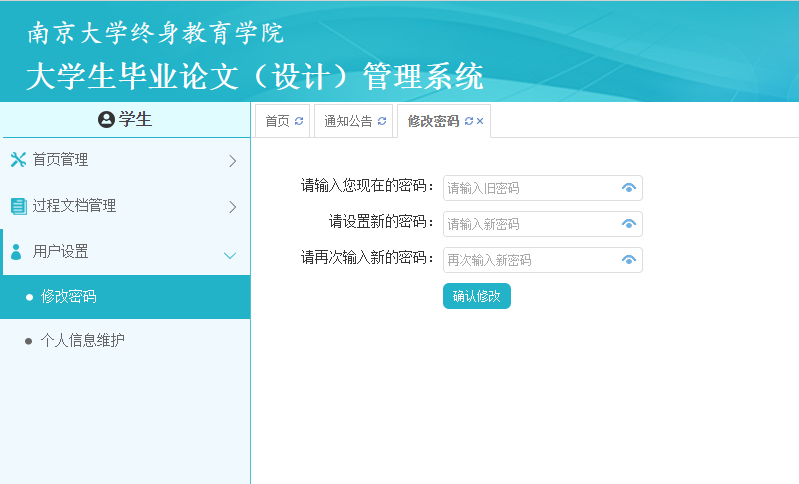 南京大学终身教育学院
大学生毕业论文（设计）管理系统
学生
首页 通知公告 修改密码
首页管理
过程文档管理
用户设置
修改密码
个人信息维护
请输入您现在的密码： 请输入旧密码
请设置新的密码： 请输入新密码
请再次输入新的密码： 再次输入新密码
确认修改